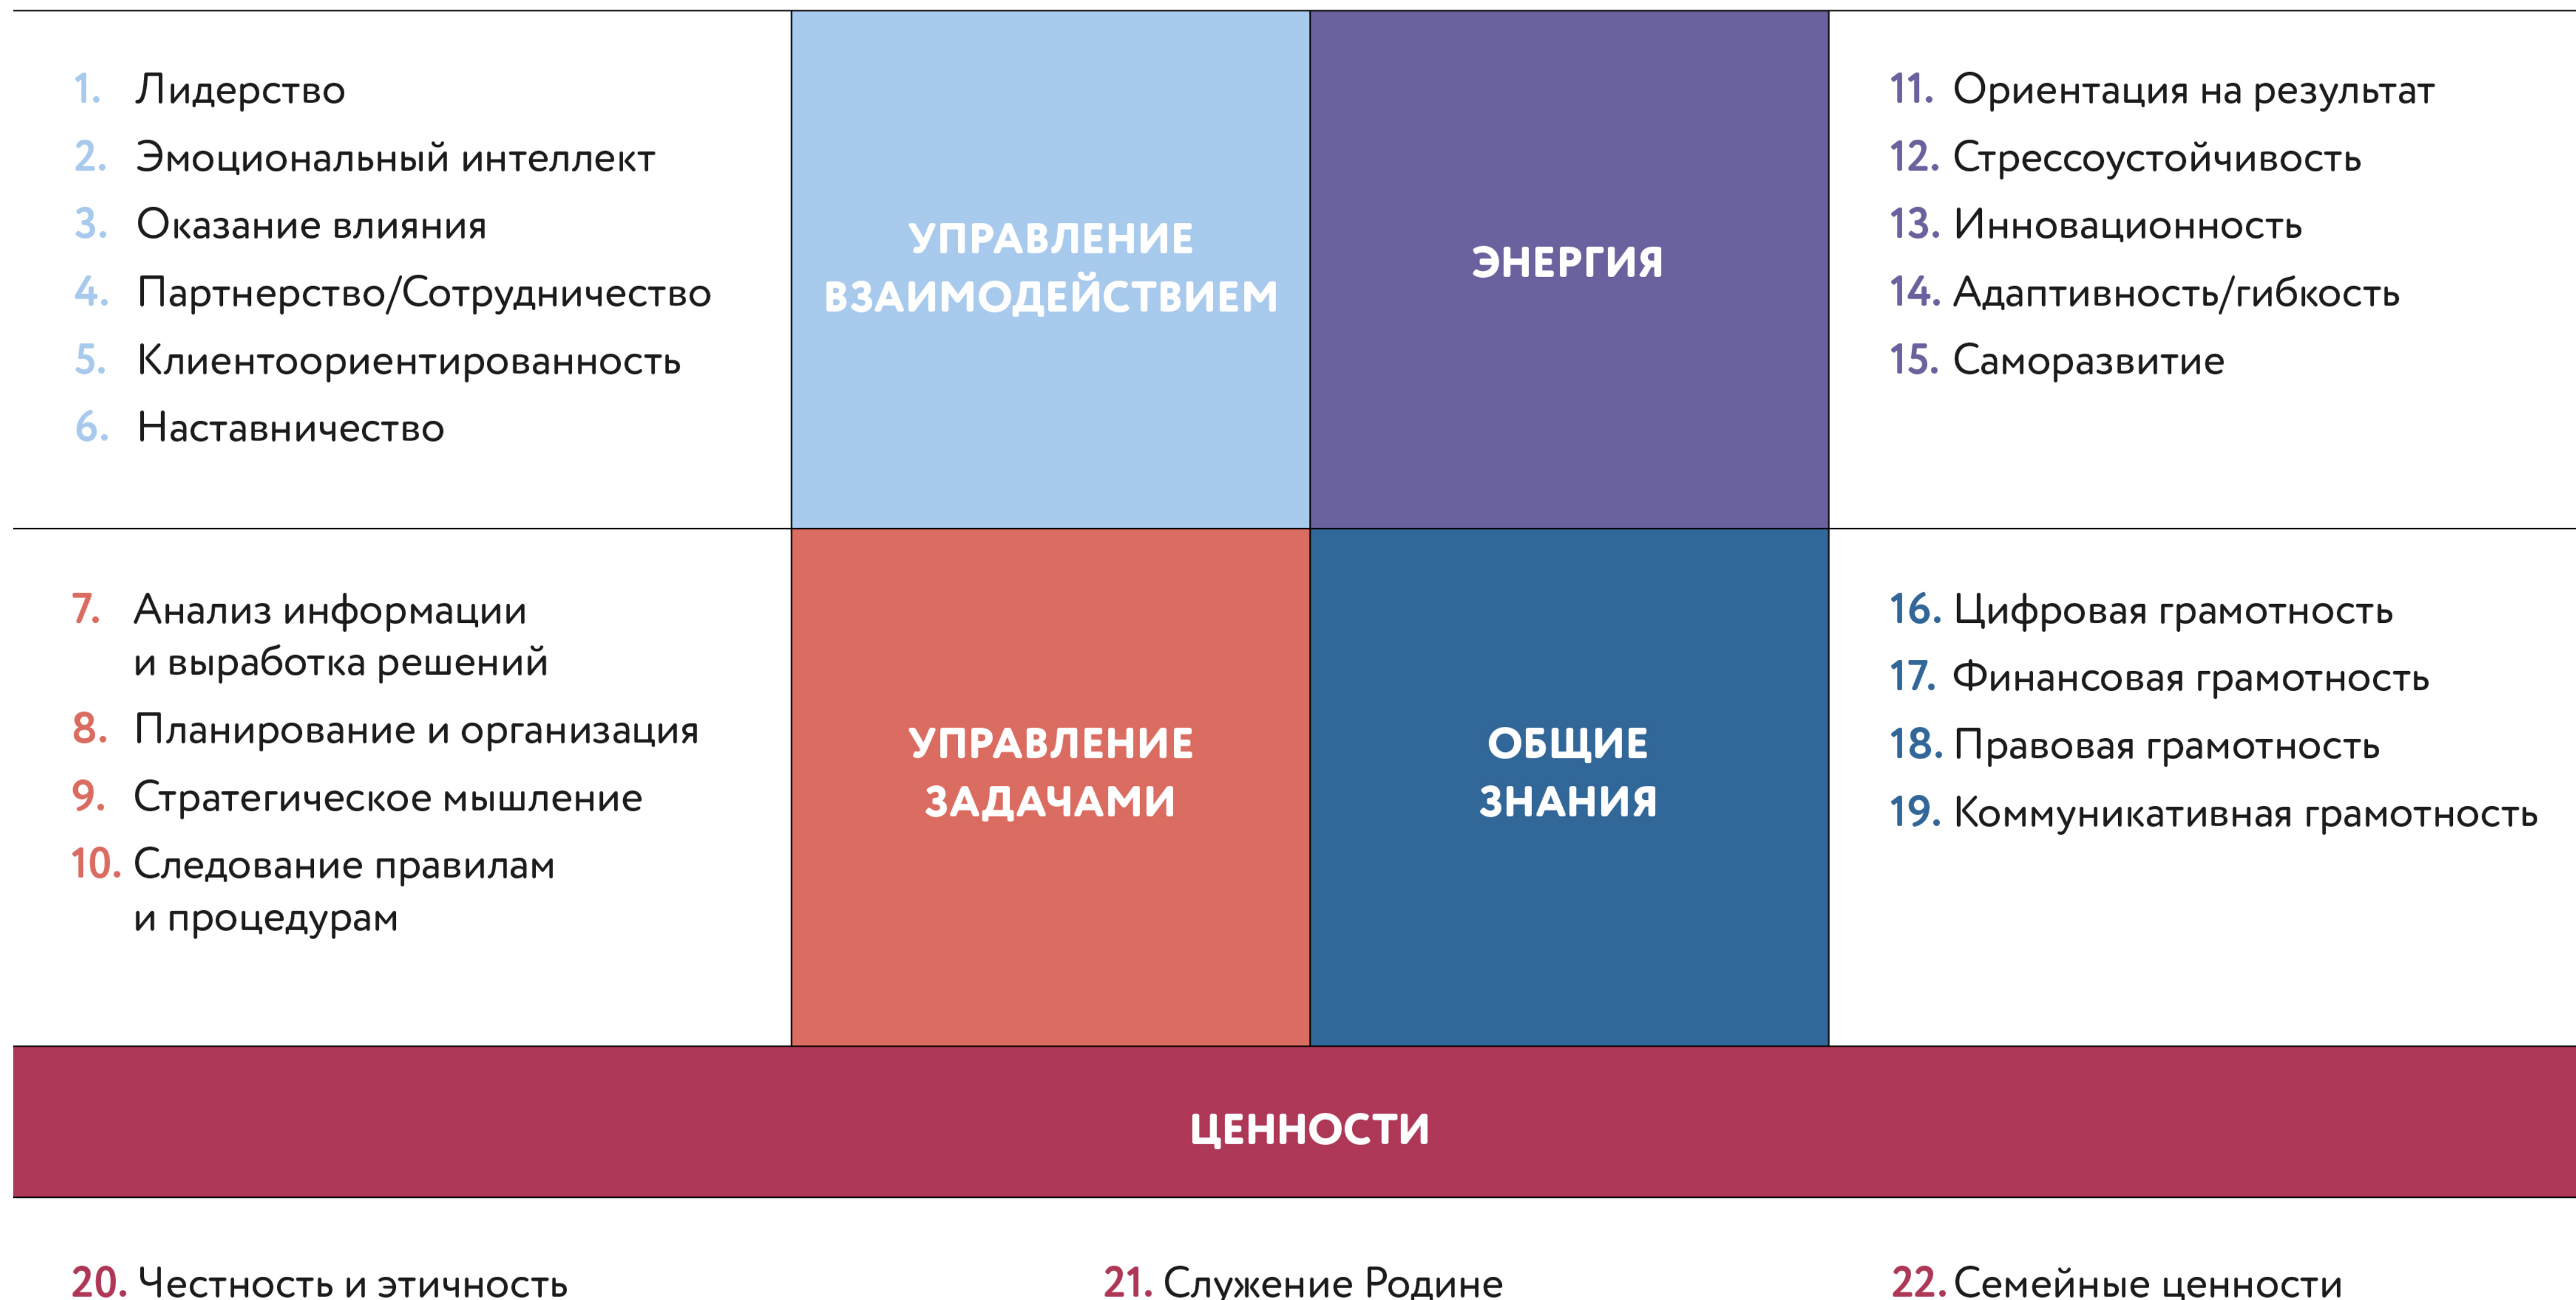 1. Лидерство
2. Эмоциональный интеллект
3. Оказание влияния
4. Партнерство/Сотрудничество
5. Клиентоориентированность
6. Наставничество
УПРАВЛЕНИЕ
ВЗАИМОДЕЙСТВИЕМ
ЭНЕРГИЯ
11. Ориентация на результат
12. Стрессоустойчивость
13. Инновационность
14. Адаптивность/гибкость
15. Саморазвитие
7. Анализ информации
и выработка решений
8. Планирование и организация
9. Стратегическое мышление
10. Следование правилам
и процедурам
УПРАВЛЕНИЕ
ЗАДАЧАМИ
ОБЩИЕ
ЗНАНИЯ
16. Цифровая грамотность
17. Финансовая грамотность
18. Правовая грамотность
19. Коммуникативная грамотность
ЦЕННОСТИ
20. Честность и этичность
21. Служение Родине
22. Семейные ценности